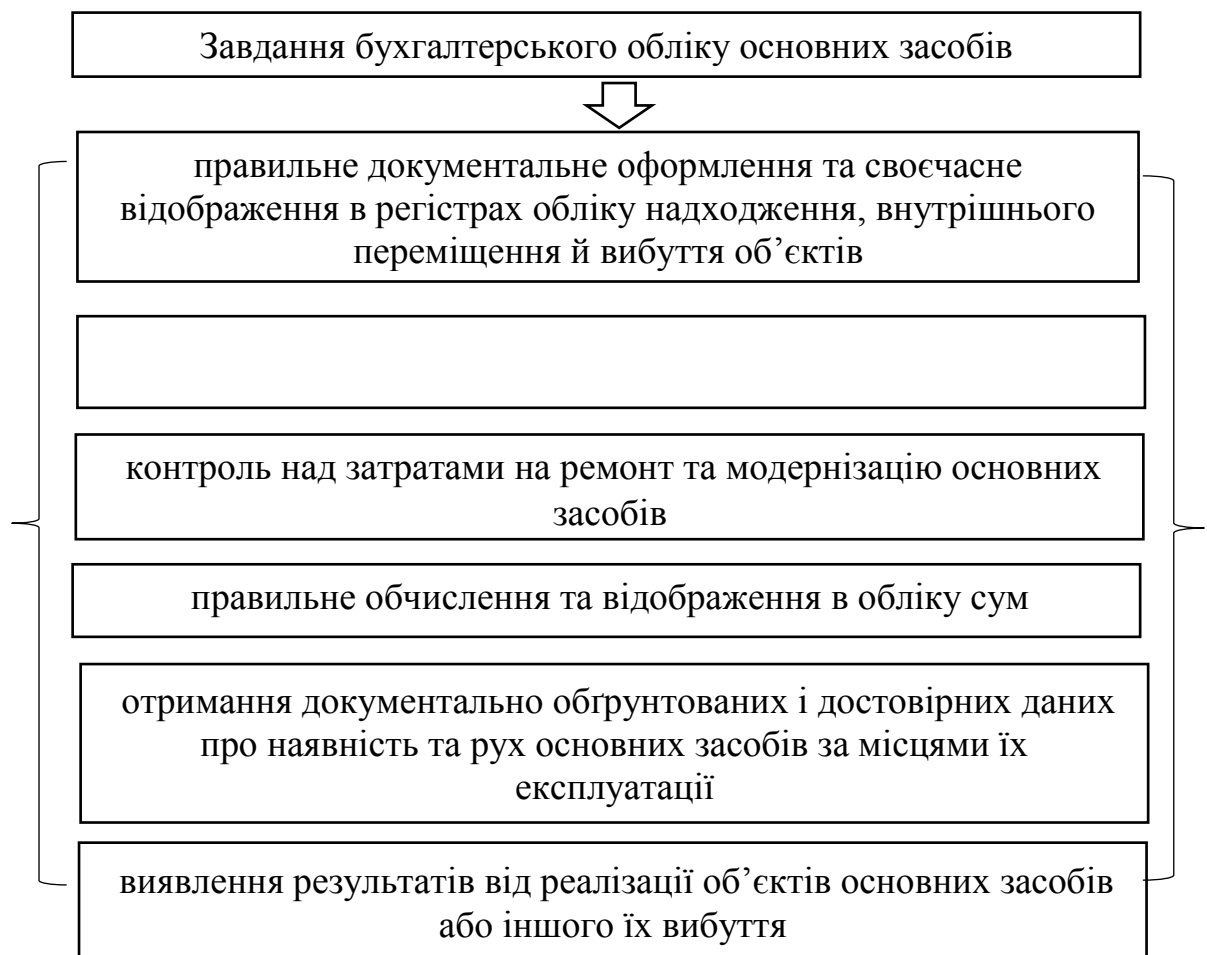 Завдання бухгалтерського обліку основних засобів
правильне документальне оформлення та своєчасне
відображення в регістрах обліку надходження, внутрішнього
переміщення й вибуття об’єктів
контроль над затратами на ремонт та модернізацію основних
засобів
правильне обчислення та відображення в обліку сум
отримання документально обґрунтованих і достовірних даних
про наявність та рух основних засобів за місцями їх
експлуатації
виявлення результатів від реалізації об’єктів основних засобів
або іншого їх вибуття